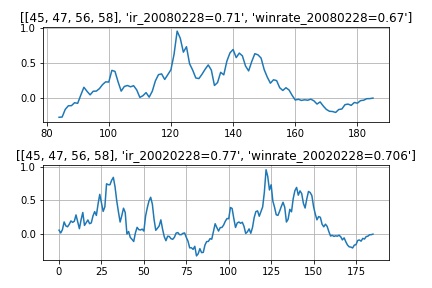 [[45, 47, 56, 58], 'ir_20080228=0.71', 'winrate_20080228=0.67']
1.0
0.5
0.0
80 100 120 140 160 180
[[45, 47, 56, 58], 'ir_20020228=0.77', 'winrate_20020228=0.706']
1.0
0.5
0.0
0 25 50 75 100 125 150 175